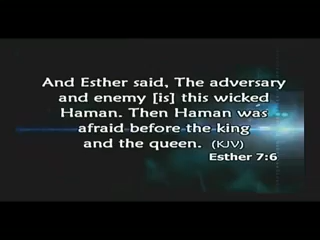 And Esther said, The adversary
and enemy [is] this wicked
Haman. Then Haman was
afraid before the king
and the queen. (KJV)
Esther 7:6